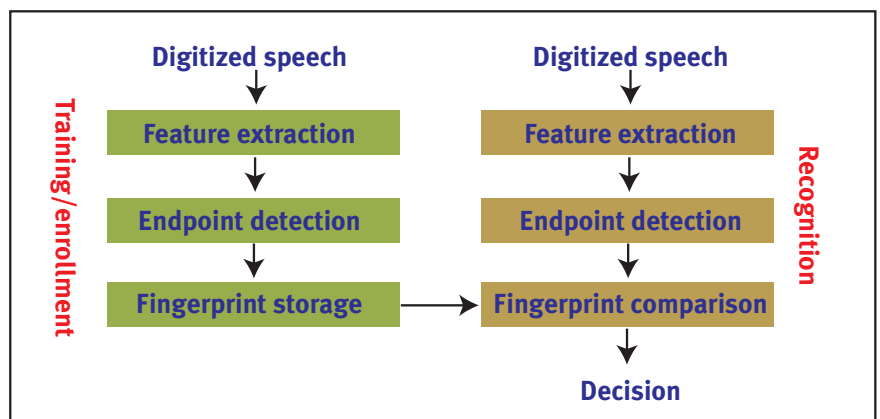 Training/enrollment
Digitized speech
Feature extraction
Endpoint detection
Fingerprint storage
Digitized speech
Feature extraction
Endpoint detection
Fingerprint comparison
Decision
Recognition